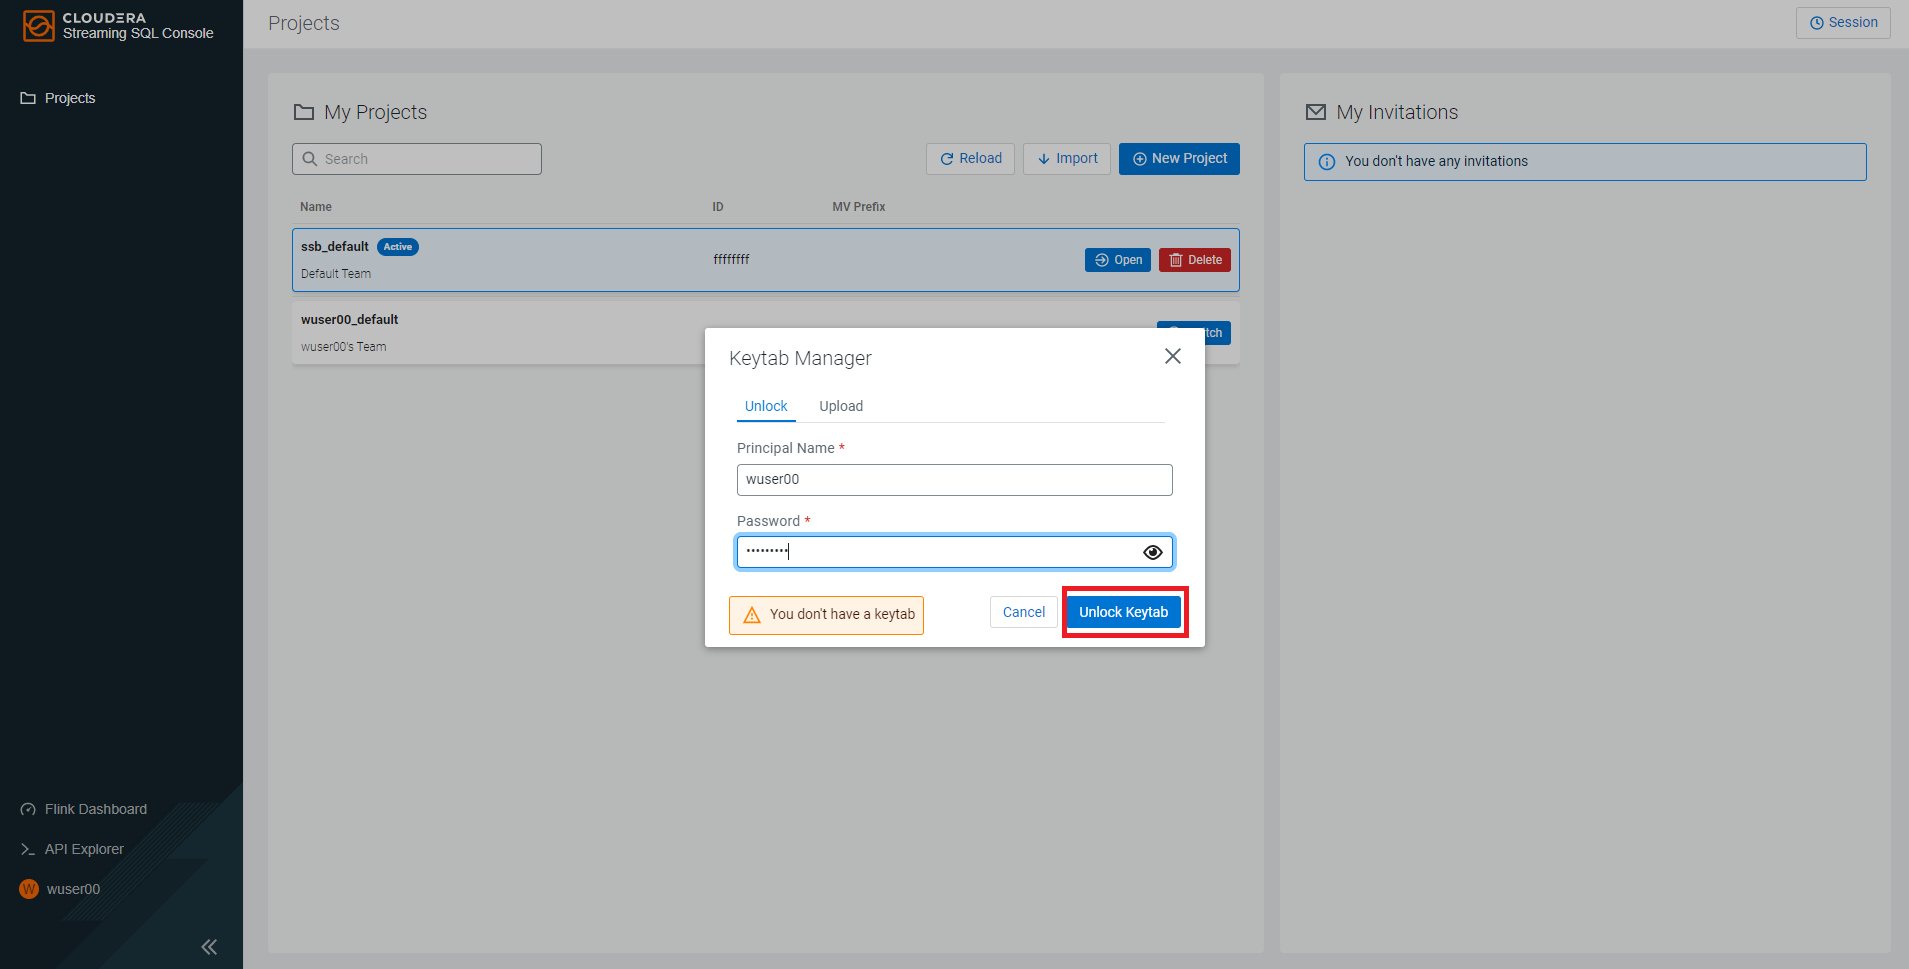 CLOUDERA
Streaming SQL Console
Projects
Flink Dashboard
API Explorer
W wuser00
Projects
Session
My Projects
Search
Reload
Import
New Project
Name ID MV Prefix
ssb_default Active
Default Team
ffffffff
Open
Delete
wuser00_default
wuser00's Team
My Invitations
You don't have any invitations
Keytab Manager
Unlock Upload
Principal Name *
wuser00
Password *
•••••••••
You don't have a keytab
Cancel
Unlock Keytab